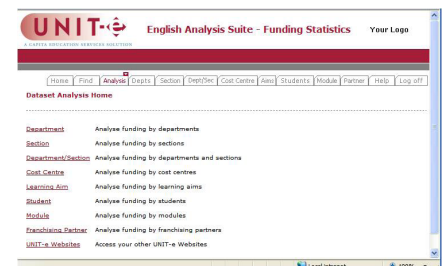 UNIT-e
A CAPITA EDUCATION SERVICES SOLUTION
English Analysis Suite - Funding Statistics
Your Logo
Home Find Analysis Depts Section Dept/Sec Cost Centre Aims Students Module Partner Help Log off
Dataset Analysis Home
Department Analyse funding by departments
Section Analyse funding by sections
Department/Section Analyse funding by departments and sections
Cost Centre Analyse funding by cost centres
Learning Aim Analyse funding by learning aims
Student Analyse funding by students
Module Analyse funding by modules
Franchising Partner Analyse funding by franchising partners
UNIT-e Websites Access your other UNIT-e Websites
Local intranet 100%